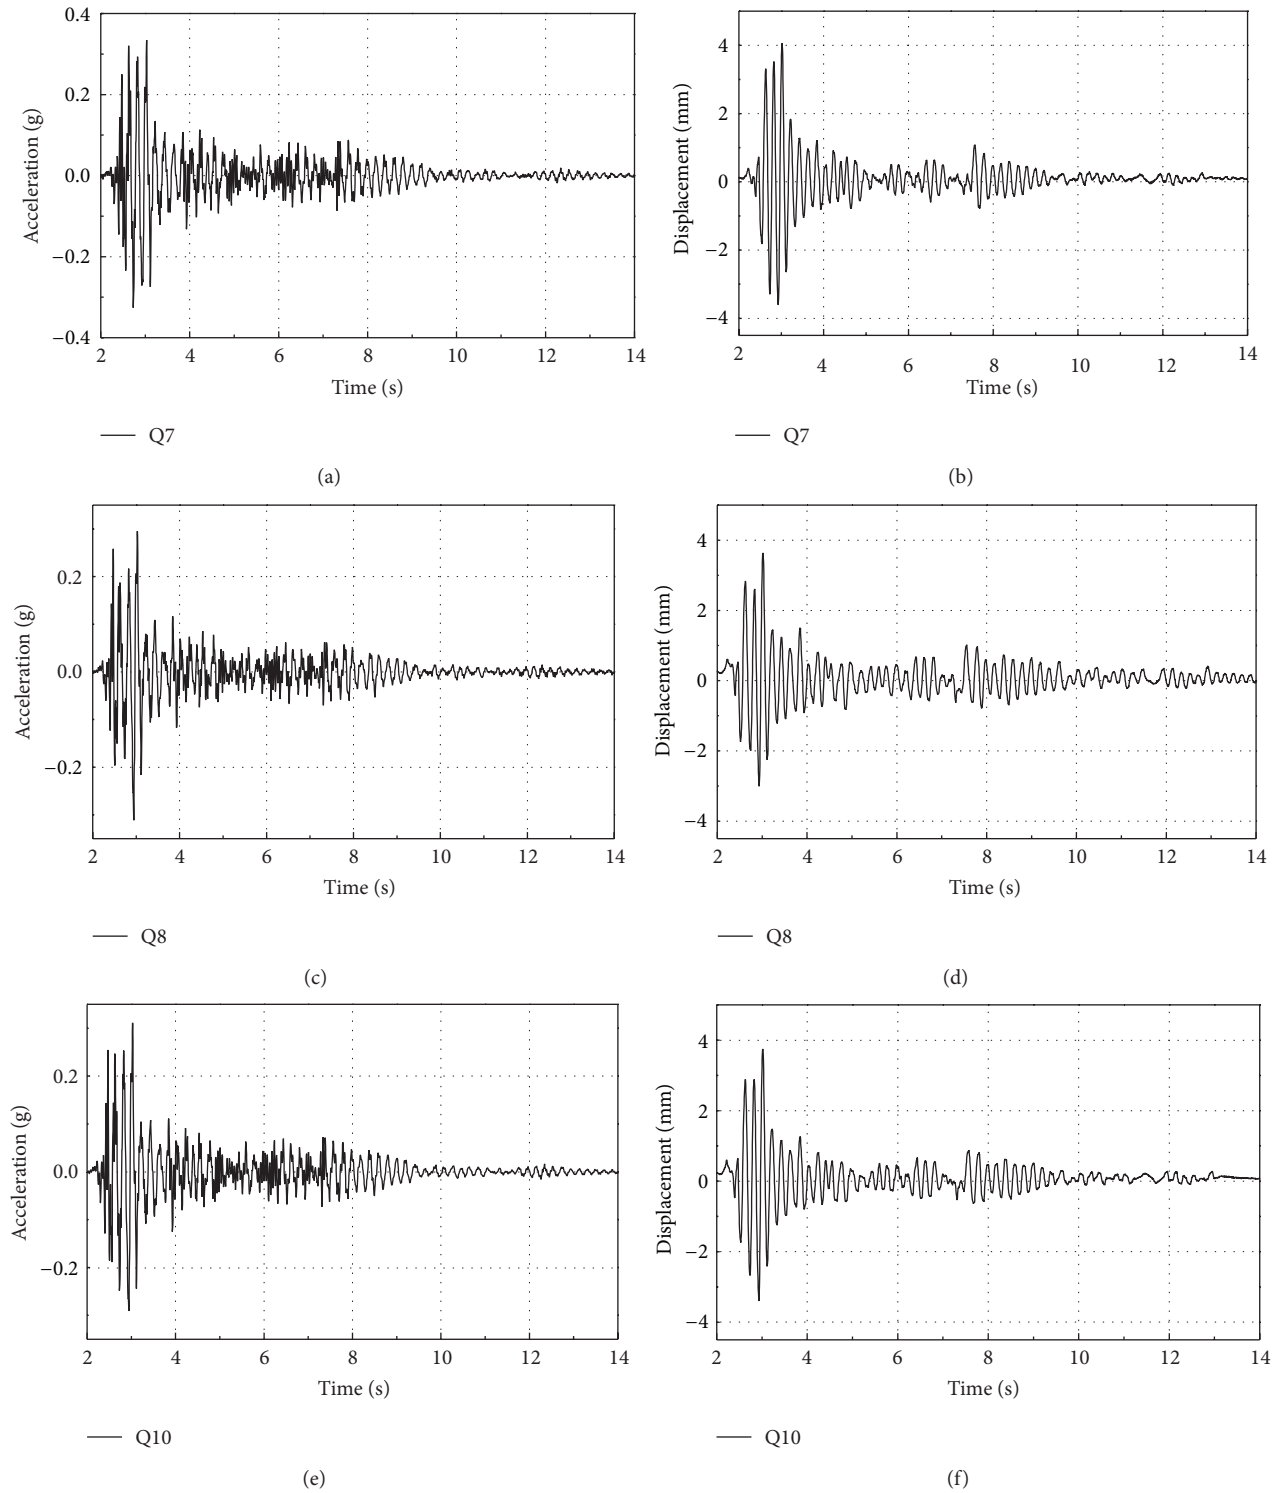 0.4
0.2
0.0
−0.2
−0.4
Acceleration (g)
2 4 6 8 10 12 14
Time (s)
Q7
(a)
4
2
0
−2
−4
Displacement (mm)
2 4 6 8 10 12 14
Time (s)
Q7
(b)
0.2
0.0
−0.2
Acceleration (g)
2 4 6 8 10 12 14
Time (s)
Q8
(c)
4
2
0
−2
−4
Displacement (mm)
2 4 6 8 10 12 14
Time (s)
Q8
(d)
0.2
0.0
−0.2
Acceleration (g)
2 4 6 8 10 12 14
Time (s)
Q10
(e)
4
2
0
−2
−4
Displacement (mm)
2 4 6 8 10 12 14
Time (s)
Q10
(f)